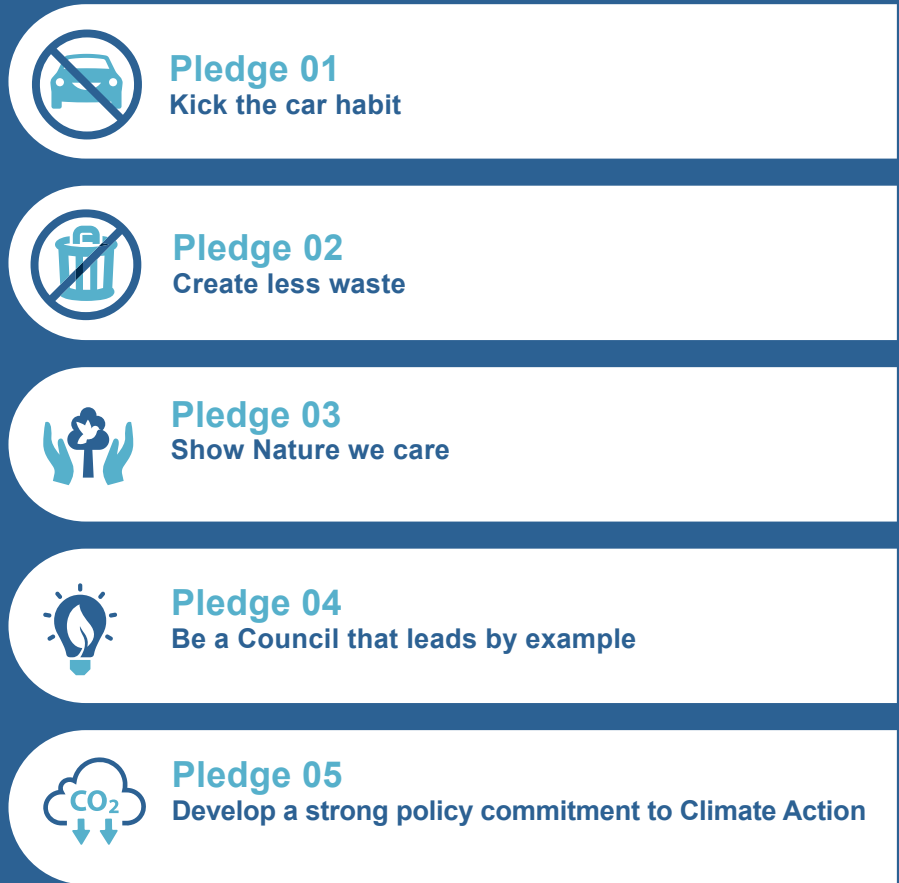 Pledge 01
Kick the car habit
Pledge 02
Create less waste
Pledge 03
Show Nature we care
Pledge 04
Be a Council that leads by example
Pledge 05
Develop a strong policy commitment to Climate Action
CO₂